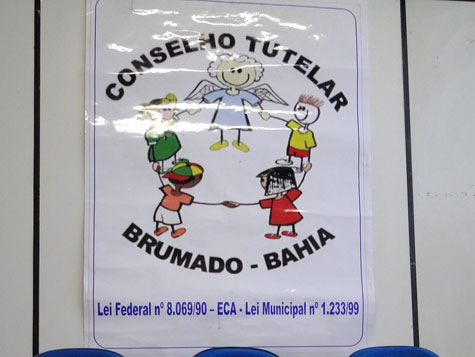 CONSELHO TUTELAR
BRUMADO - BAHIA
Lei Federal nº 8.069/90 – ECA - Lei Municipal nº 1.233/99